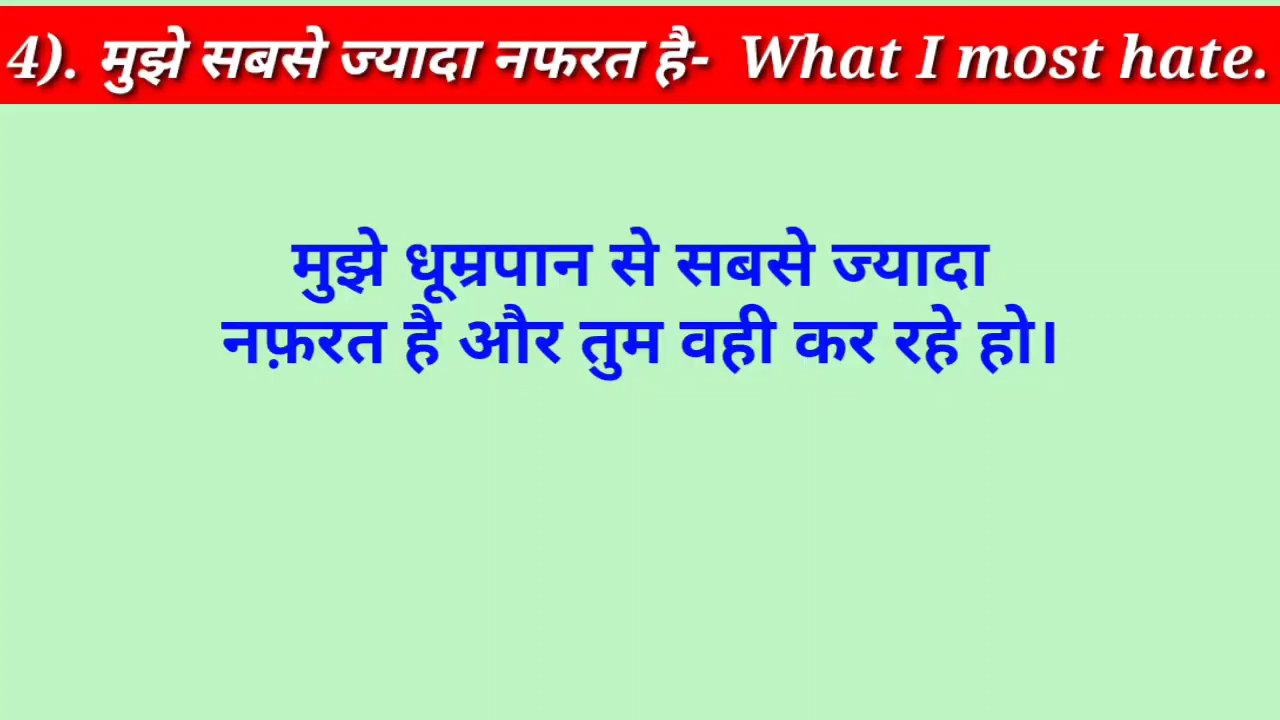 4). मुझे सबसे ज्यादा नफरत है- What I most hate.
मुझे धूम्रपान से सबसे ज्यादा
नफ़रत है और तुम वही कर रहे हो।